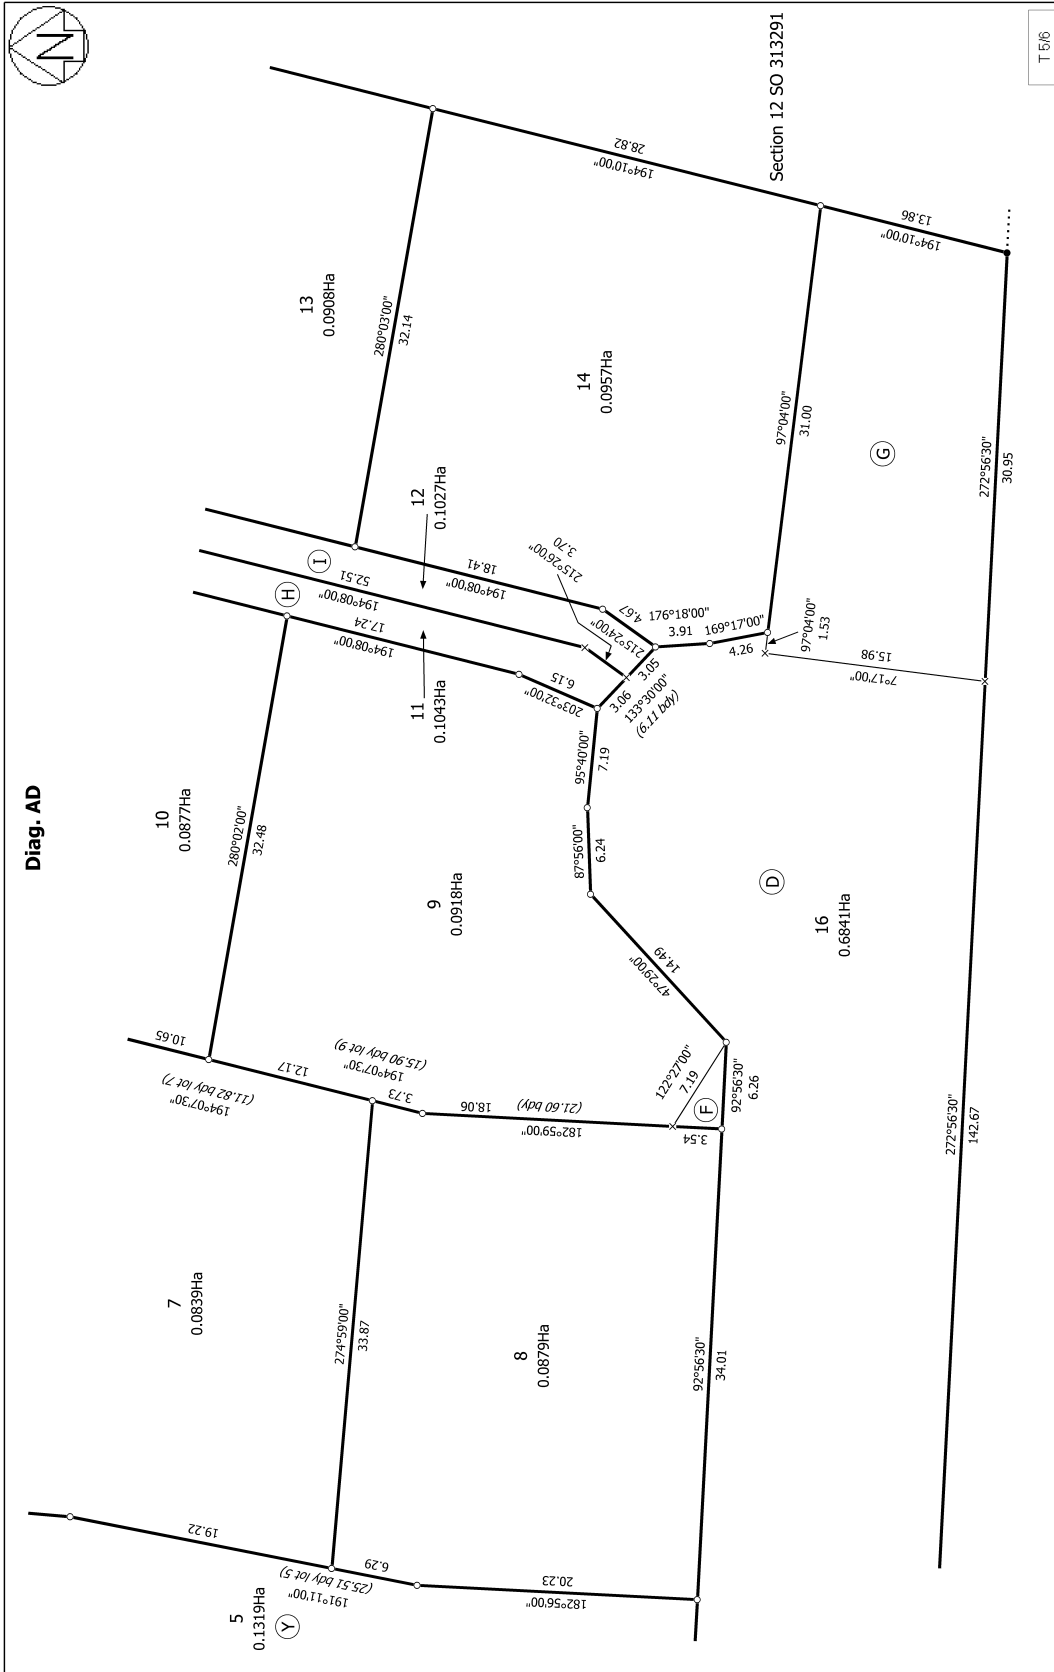 Diag. AD
N
T 5/6
Section 12 SO 313291
5
0.1319Ha
Y
191°11'00"
(25.51 bdy lot 5)
19.22
6.29
182°56'00"
20.23
7
0.0839Ha
274°59'00"
33.87
8
0.0879Ha
92°56'30"
34.01
10.65
194°07'30"
(11.82 bdy lot 7)
12.17
194°07'30"
(15.90 bdy lot 9)
3.73
182°59'00"
18.06
(21.60 bdy)
3.54
F
122°27'00"
7.19
92°56'30"
6.26
10
0.0877Ha
280°02'00"
32.48
9
0.0918Ha
47°29'00"
14.49
87°56'00"
6.24
95°40'00"
7.19
11
0.1043Ha
H
194°08'00"
17.24
203°32'00"
6.15
I
194°08'00"
52.51
12
0.1027Ha
194°08'00"
18.41
215°26'00"
3.70
215°24'00"
4.67
3.06
3.05
133°30'00"
(6.11 bdy)
176°18'00"
3.91
169°17'00"
4.26
97°04'00"
1.53
7°17'00"
15.98
13
0.0908Ha
280°03'00"
32.14
14
0.0957Ha
194°10'00"
28.82
97°04'00"
31.00
194°10'00"
13.86
G
272°56'30"
30.95
D
16
0.6841Ha
272°56'30"
142.67